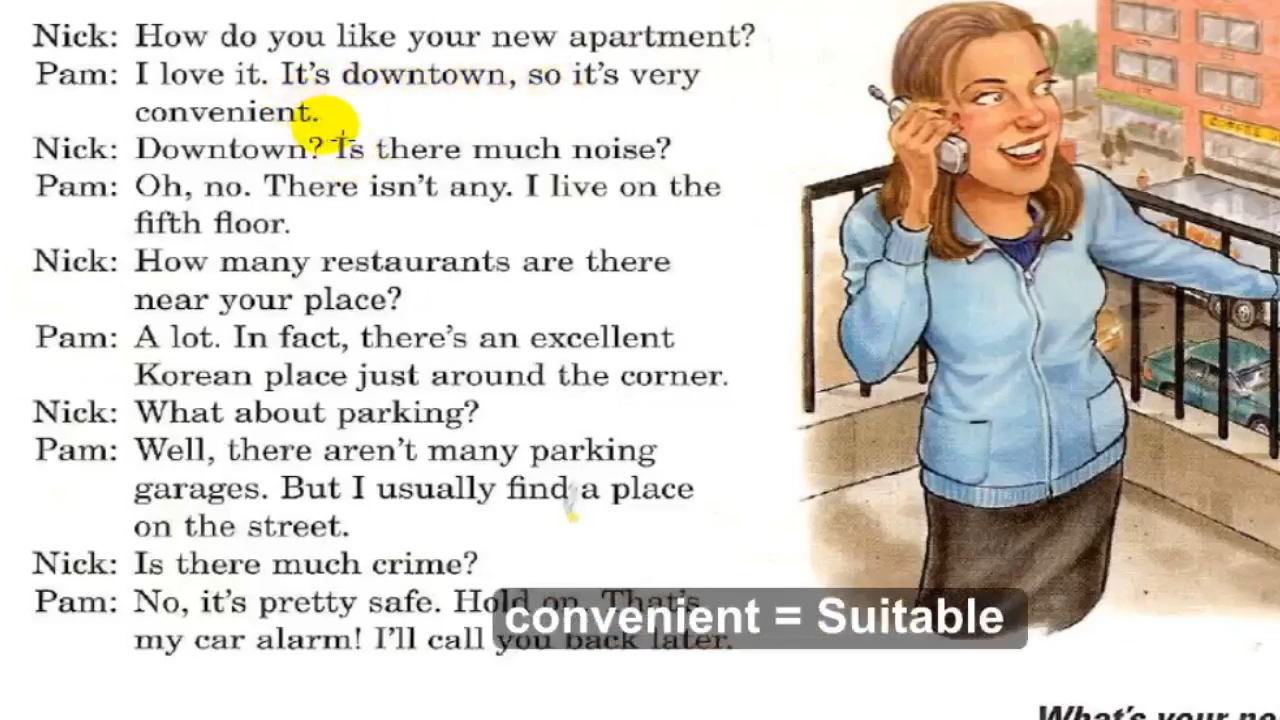 Nick: How do you like your new apartment?
Pam: I love it. It's downtown, so it's very
convenient.
Nick: Downtown? Is there much noise?
Pam: Oh, no. There isn't any. I live on the
fifth floor.
Nick: How many restaurants are there
near your place?
Pam: A lot. In fact, there's an excellent
Korean place just around the corner.
Nick: What about parking?
Pam: Well, there aren't many parking
garages. But I usually find a place
on the street.
Nick: Is there much crime?
Pam: No, it's pretty safe. Hold on. That's
my car alarm! I'll call you back later.
convenient = Suitable
What's your